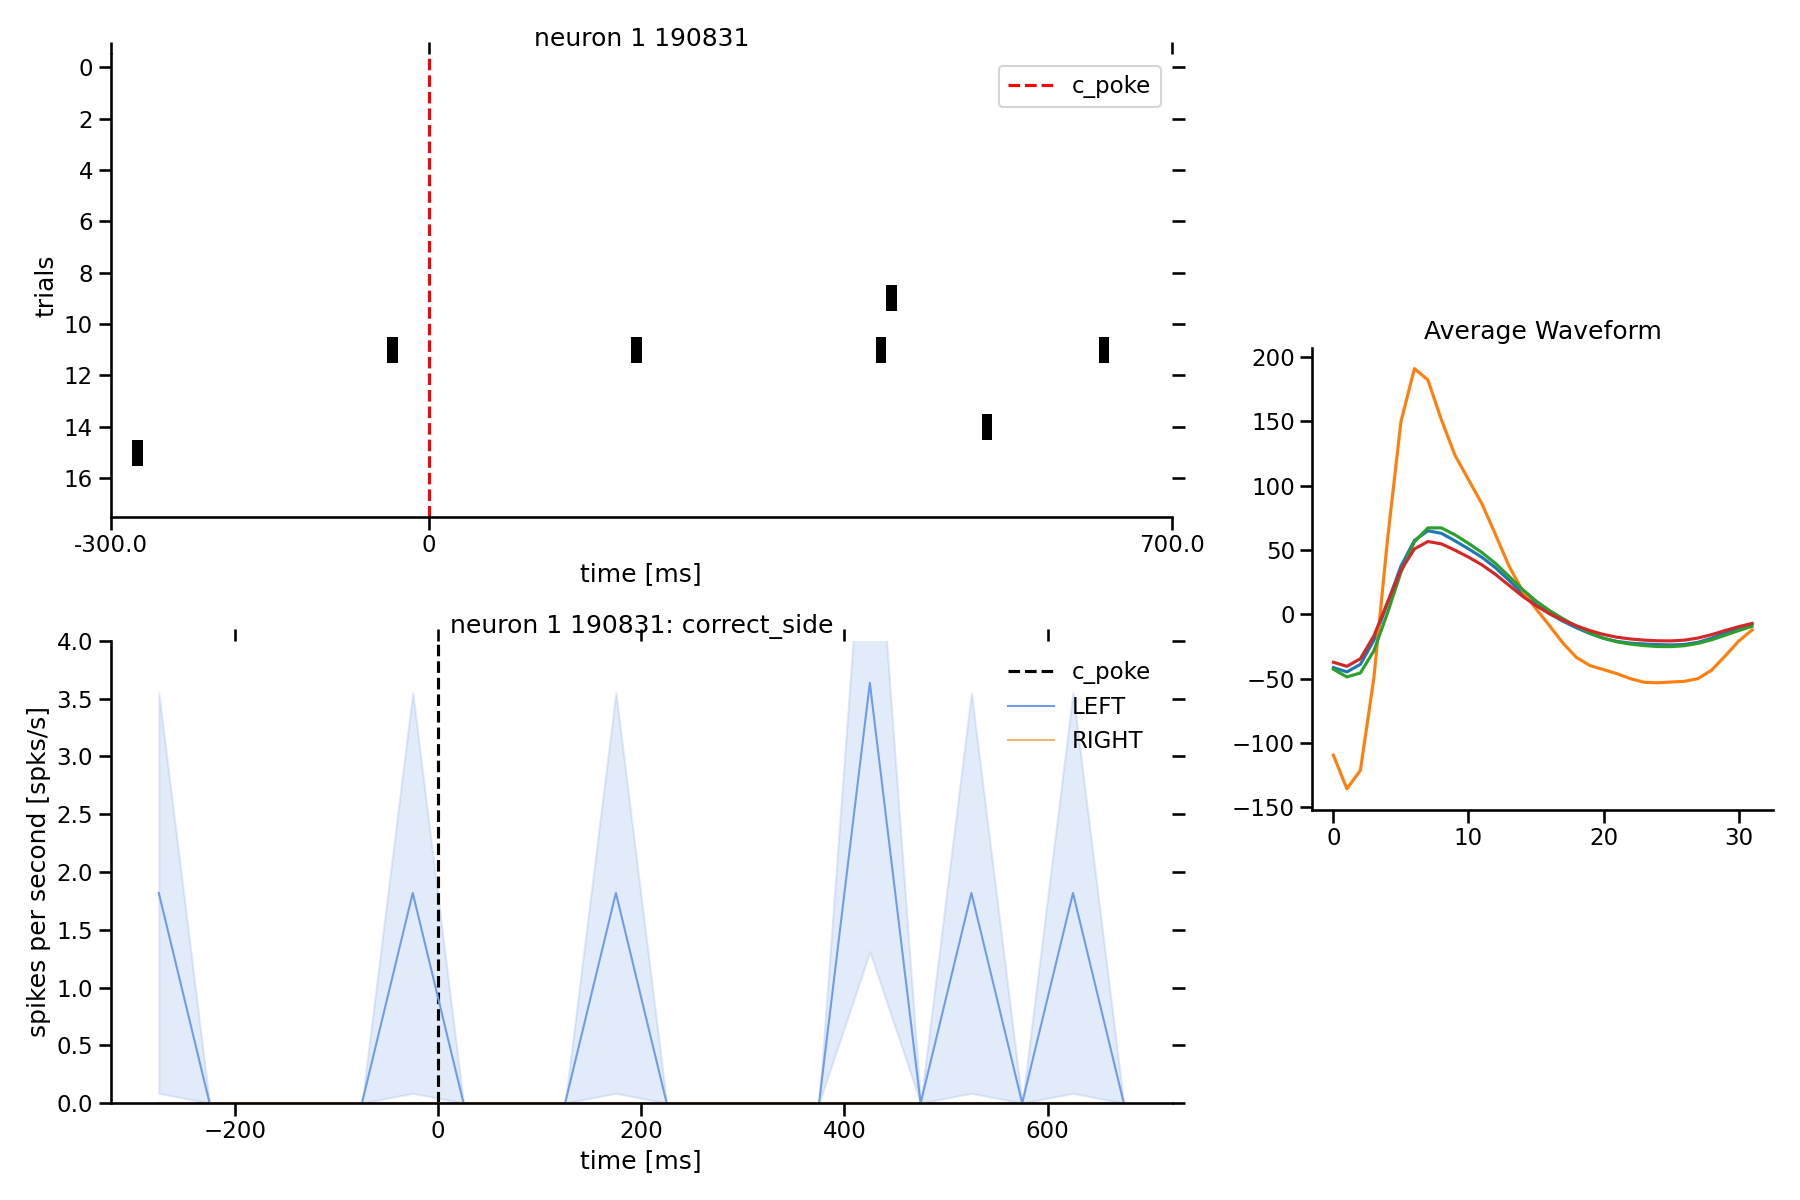 neuron 1 190831
c_poke
trials
0
2
4
6
8
10
12
14
16
-300.0 0 700.0
time [ms]
neuron 1 190831: correct_side
c_poke
LEFT
RIGHT
spikes per second [spks/s]
4.0
3.5
3.0
2.5
2.0
1.5
1.0
0.5
0.0
−200 0 200 400 600
time [ms]
Average Waveform
200
150
100
50
0
−50
−100
−150
0 10 20 30